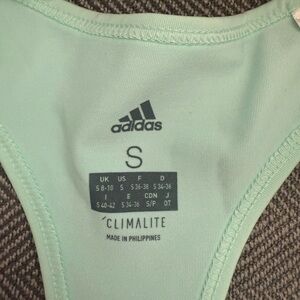 adidas
S
UK US F D
S 8-10 S S 36-38 S 34-36
I E CON J
S 40-42 S 34-36 S/P OT
CLIMALITE
MADE IN PHILIPPINES